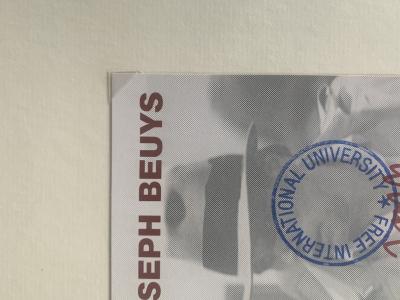 SEPH BEUYS
FREE INTERNATIONAL UNIVERSITY ★